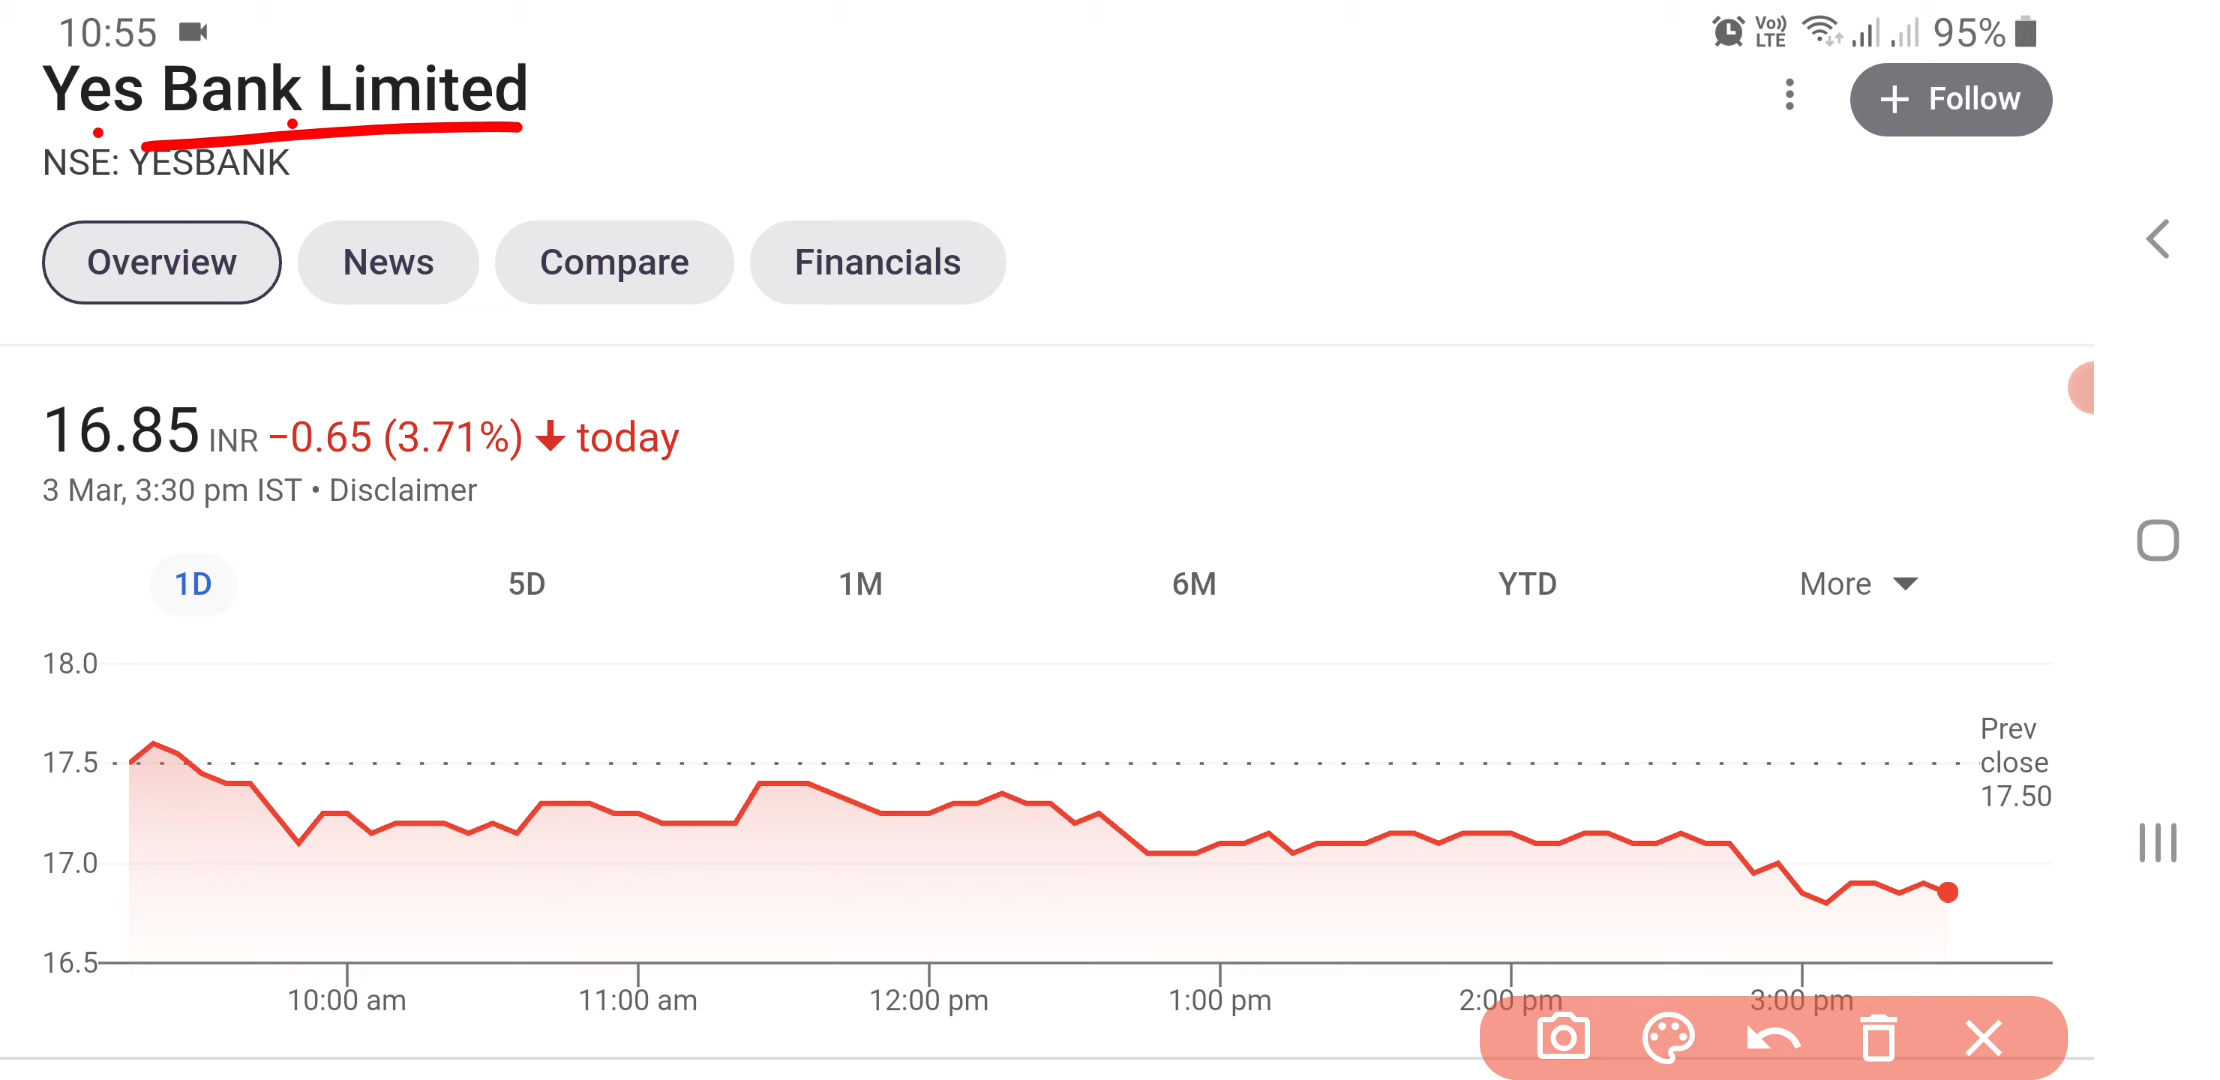 10:55
Vo)) LTE 95%
Yes Bank Limited
+ Follow
NSE: YESBANK
Overview News Compare Financials
16.85 INR −0.65 (3.71%) ↓ today
3 Mar, 3:30 pm IST • Disclaimer
1D 5D 1M 6M YTD More
18.0
17.5
17.0
16.5
Prev
close
17.50
10:00 am 11:00 am 12:00 pm 1:00 pm 2:00 pm 3:00 pm